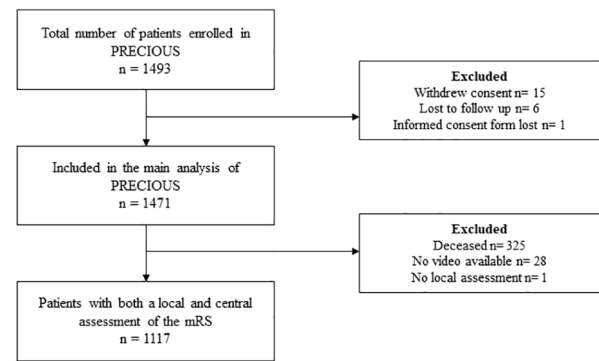 Total number of patients enrolled in
PRECIOUS
n = 1493
Excluded
Withdrew consent n= 15
Lost to follow up n= 6
Informed consent form lost n= 1
Included in the main analysis of
PRECIOUS
n = 1471
Excluded
Deceased n= 325
No video available n= 28
No local assessment n= 1
Patients with both a local and central
assessment of the mRS
n = 1117